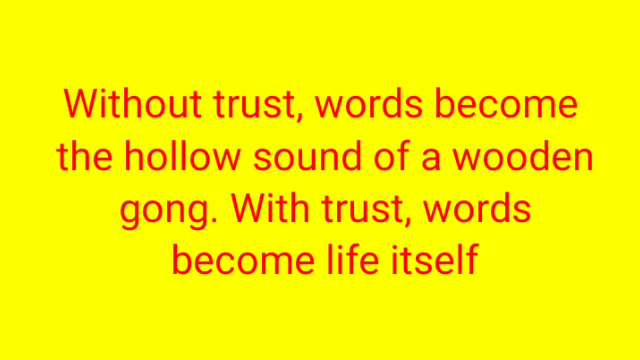 Without trust, words become
the hollow sound of a wooden
gong. With trust, words
become life itself